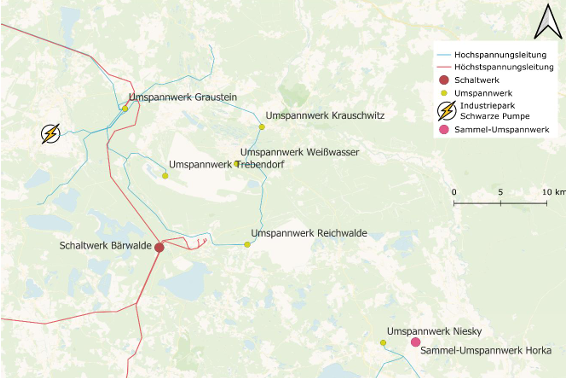 Hochspannungsleitung
Höchstspannungsleitung
Schaltwerk
Umspannwerk
Industriepark
Schwarze Pumpe
Sammel-Umspannwerk
Umspannwerk Graustein
Umspannwerk Krauschwitz
Umspannwerk Weißwasser
Umspannwerk Trebendorf
0 5 10 km
Umspannwerk Reichwalde
Schaltwerk Bärwalde
Umspannwerk Niesky
Sammel-Umspannwerk Horka